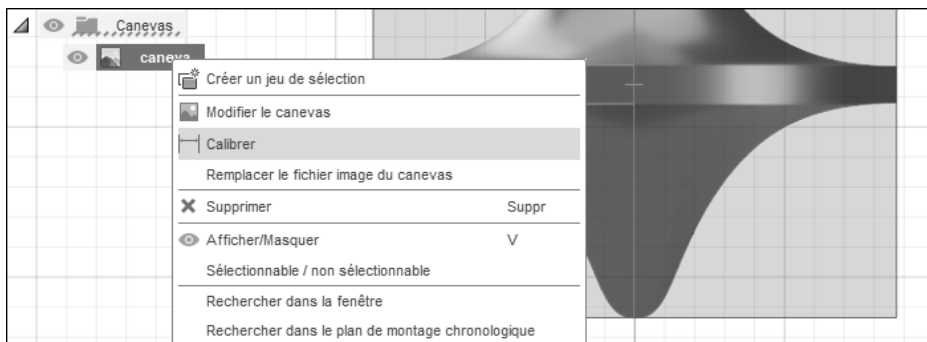 Canevas
caneva
Créer un jeu de sélection
Modifier le canevas
Calibrer
Remplacer le fichier image du canevas
Supprimer Suppr
Afficher/Masquer V
Sélectionnable / non sélectionnable
Rechercher dans la fenêtre
Rechercher dans le plan de montage chronologique